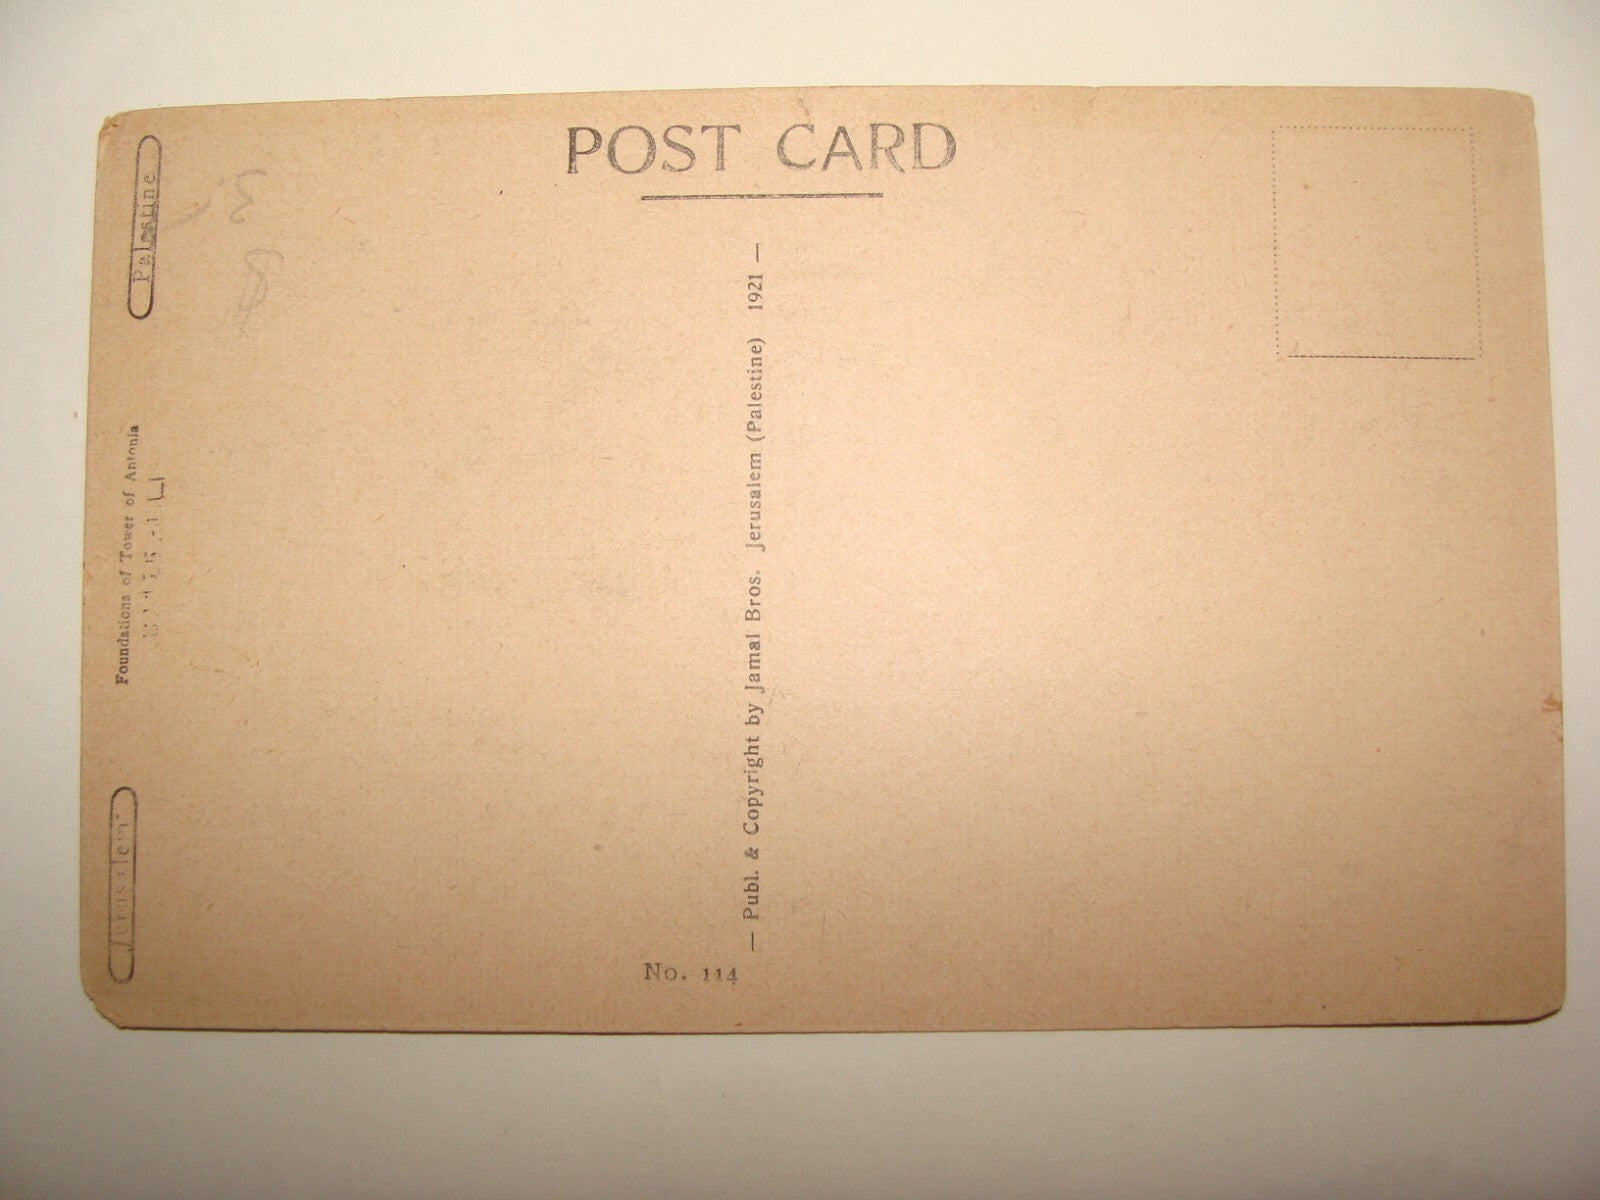 POST CARD
Palestine
Foundations of Tower of Antonia
Jerusalem
— Publ. & Copyright by Jamal Bros. Jerusalem (Palestine) 1921 —
No. 114